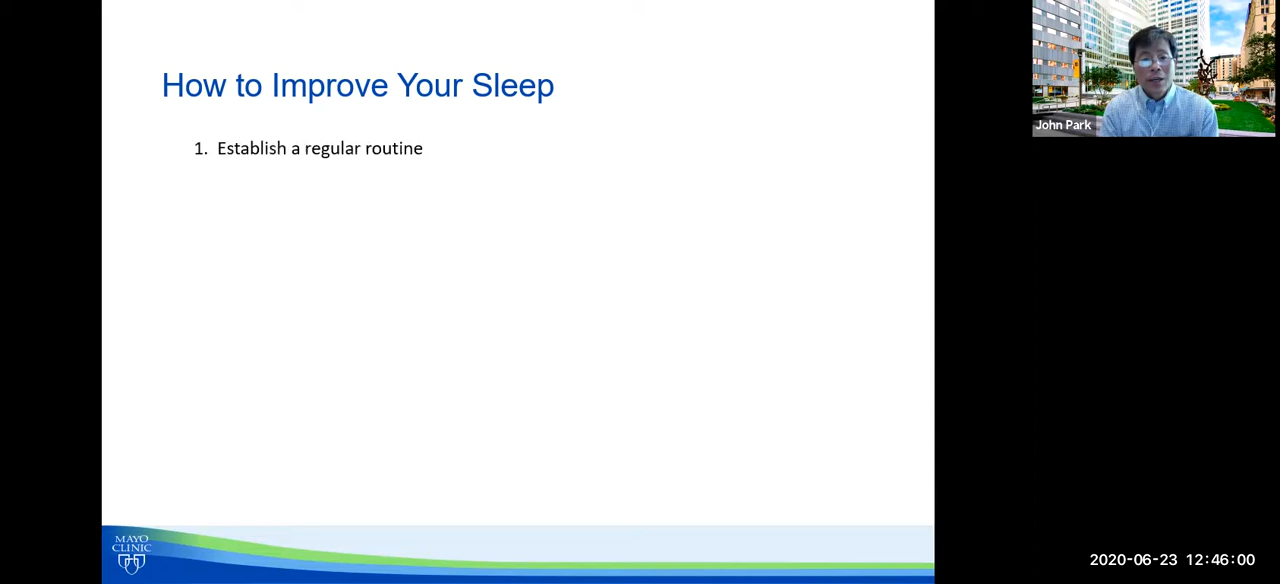 How to Improve Your Sleep
1. Establish a regular routine
John Park
MAYO
CLINIC
2020-06-23 12:46:00